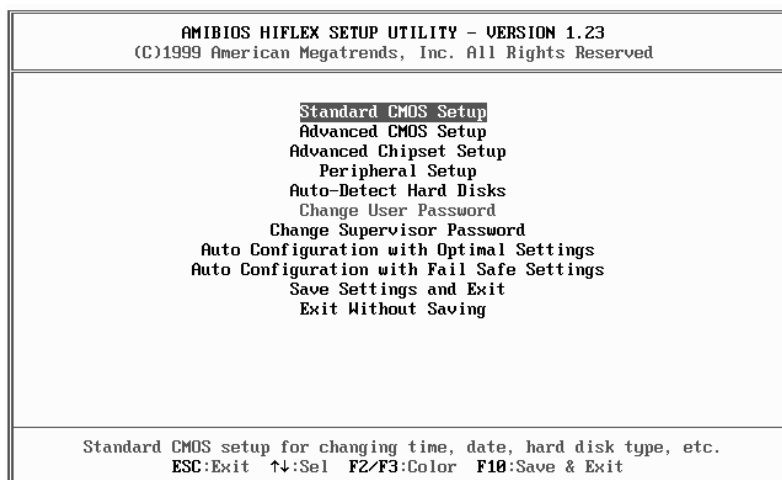 AMIBIOS HIFLEX SETUP UTILITY - VERSION 1.23
(C)1999 American Megatrends, Inc. All Rights Reserved
Standard CMOS Setup
Advanced CMOS Setup
Advanced Chipset Setup
Peripheral Setup
Auto-Detect Hard Disks
Change User Password
Change Supervisor Password
Auto Configuration with Optimal Settings
Auto Configuration with Fail Safe Settings
Save Settings and Exit
Exit Without Saving
Standard CMOS setup for changing time, date, hard disk type, etc.
ESC:Exit ↑↓:Sel F2/F3:Color F10:Save & Exit